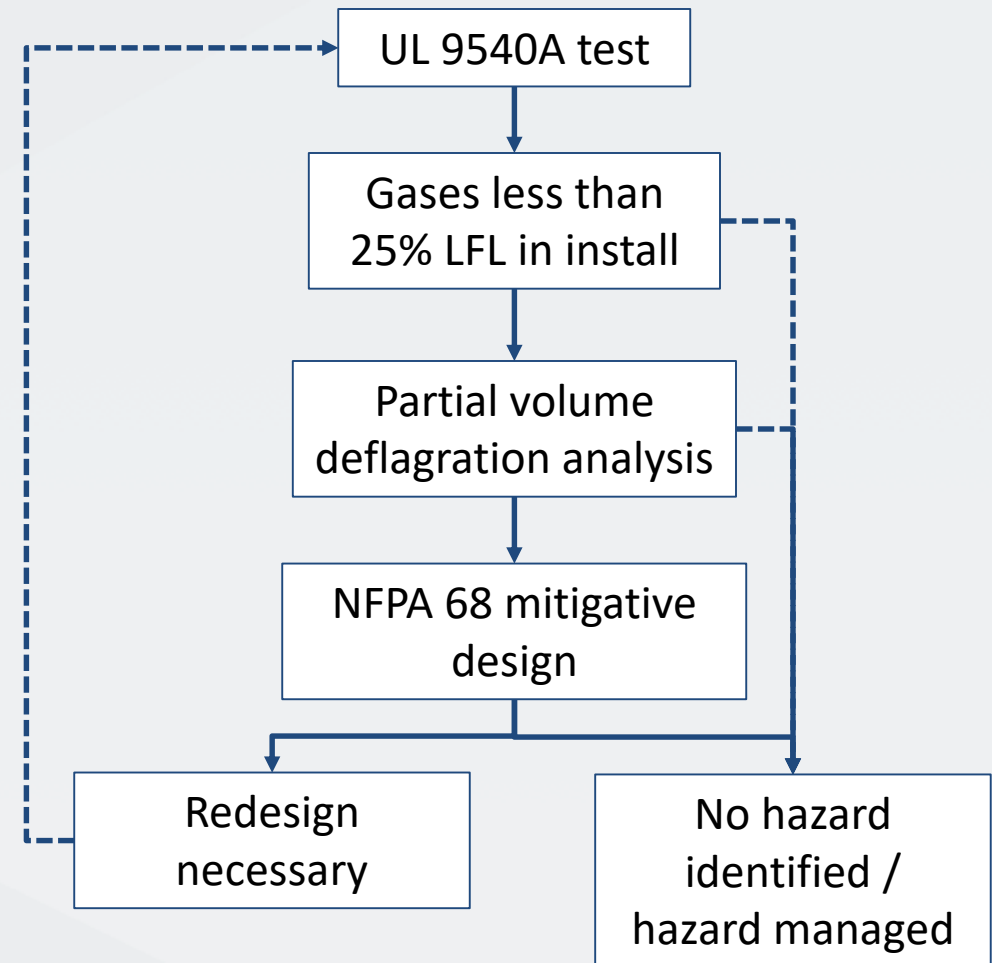 UL 9540A test
Gases less than
25% LFL in install
Partial volume
deflagration analysis
NFPA 68 mitigative
design
Redesign
necessary
No hazard
identified /
hazard managed